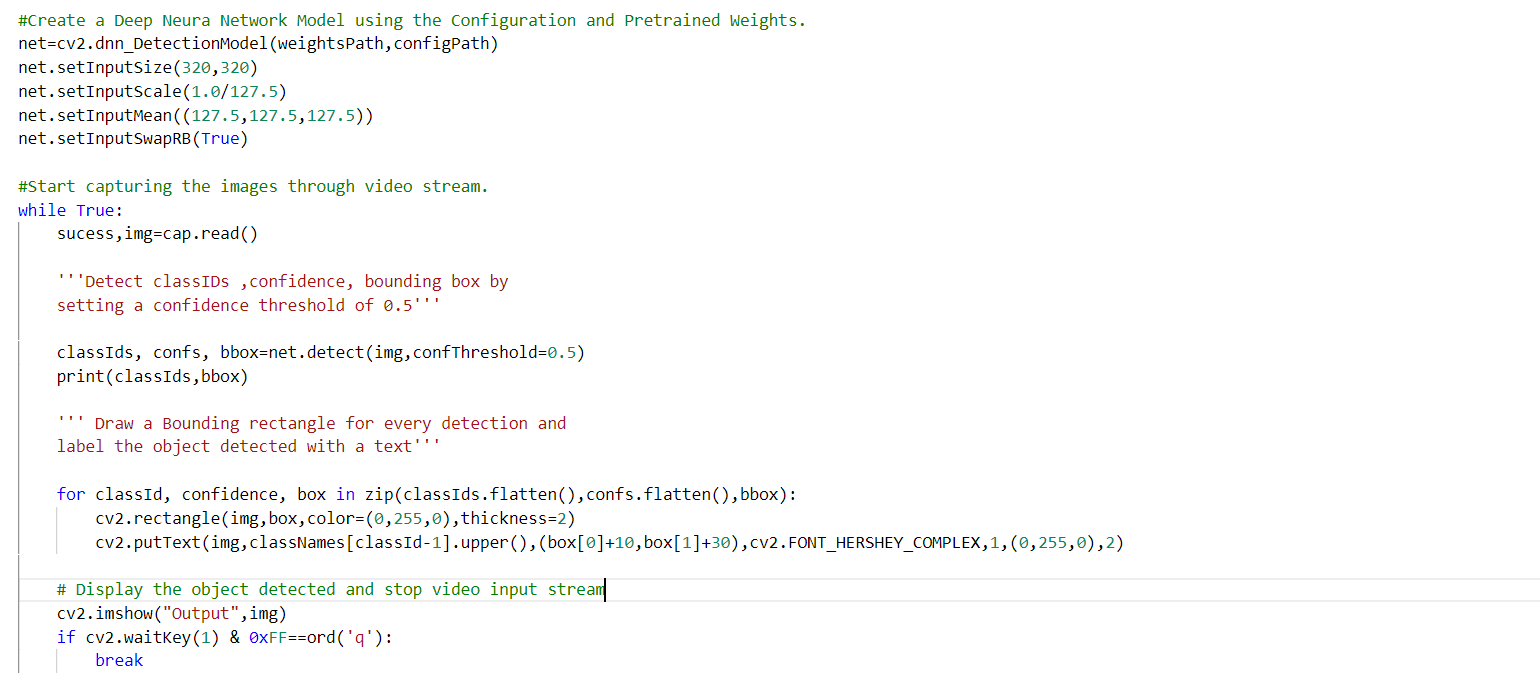 #Create a Deep Neura Network Model using the Configuration and Pretrained Weights.
net=cv2.dnn_DetectionModel(weightsPath,configPath)
net.setInputSize(320,320)
net.setInputScale(1.0/127.5)
net.setInputMean((127.5,127.5,127.5))
net.setInputSwapRB(True)

#Start capturing the images through video stream.
while True:
    sucess,img=cap.read()

    '''Detect classIDs ,confidence, bounding box by
    setting a confidence threshold of 0.5'''

    classIds, confs, bbox=net.detect(img,confThreshold=0.5)
    print(classIds,bbox)

    ''' Draw a Bounding rectangle for every detection and
    label the object detected with a text'''

    for classId, confidence, box in zip(classIds.flatten(),confs.flatten(),bbox):
        cv2.rectangle(img,box,color=(0,255,0),thickness=2)
        cv2.putText(img,classNames[classId-1].upper(),(box[0]+10,box[1]+30),cv2.FONT_HERSHEY_COMPLEX,1,(0,255,0),2)

    # Display the object detected and stop video input stream
    cv2.imshow("Output",img)
    if cv2.waitKey(1) & 0xFF==ord('q'):
        break